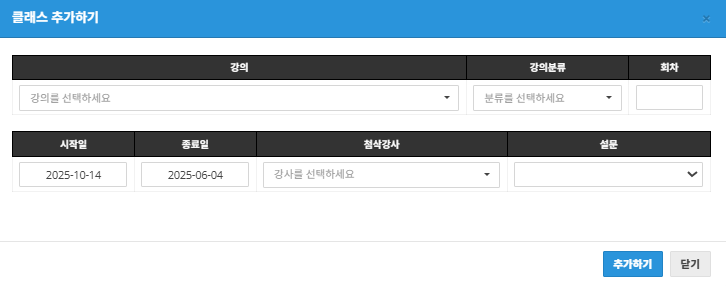 클래스 추가하기 ×
강의 강의분류 회차
강의를 선택하세요 분류를 선택하세요
시작일 종료일 첨삭강사 설문
2025-10-14 2025-06-04 강사를 선택하세요
추가하기 닫기